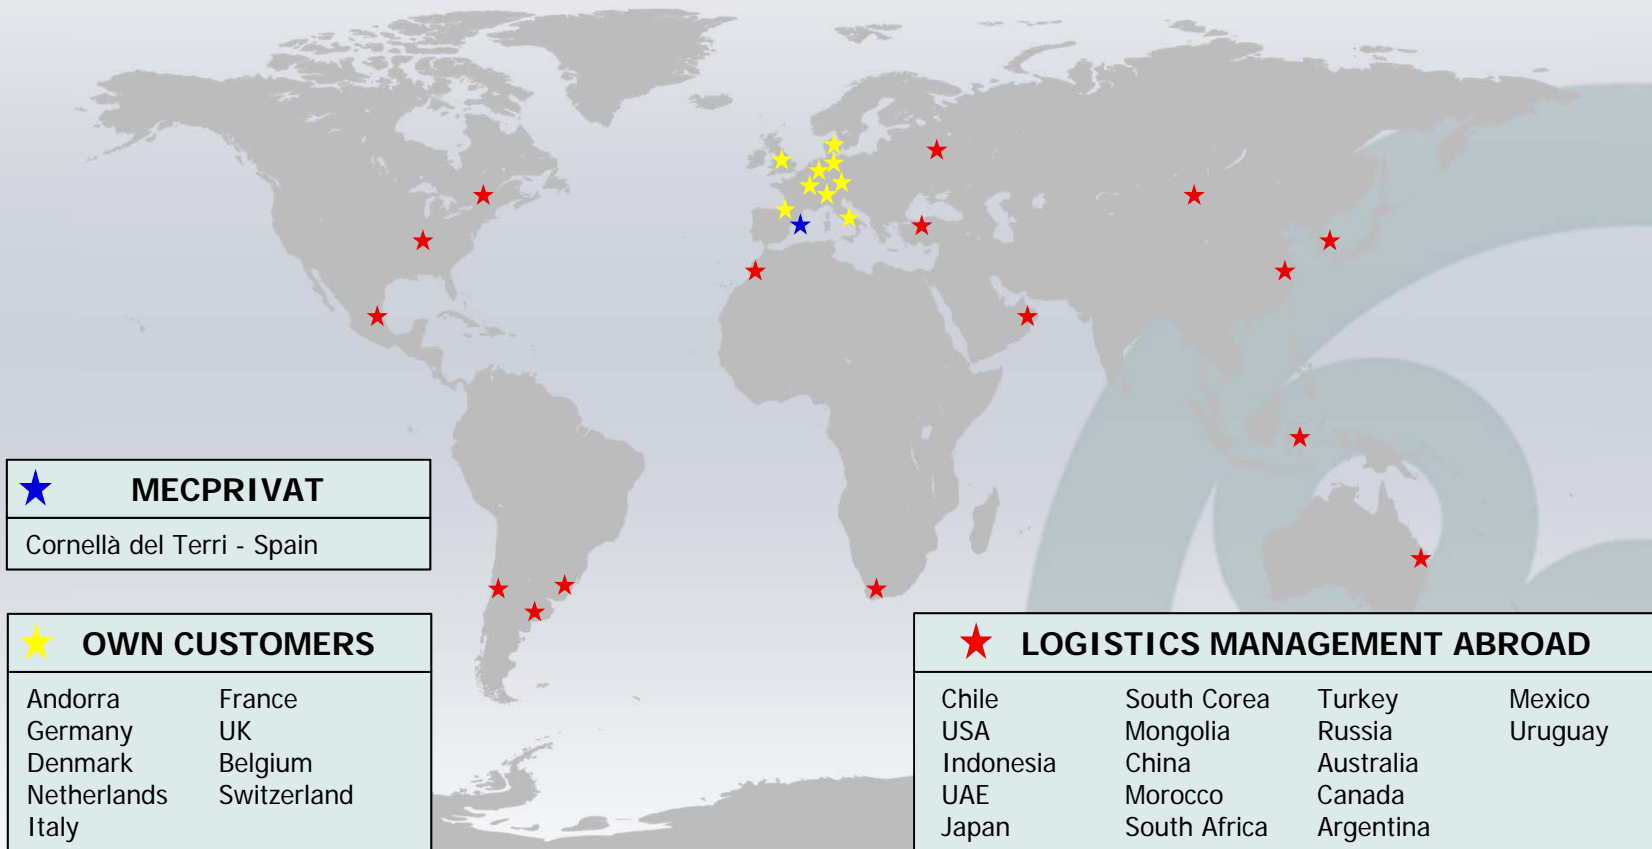 MECPRIVAT
Cornellà del Terri - Spain
OWN CUSTOMERS
Andorra France
Germany UK
Denmark Belgium
Netherlands Switzerland
Italy
LOGISTICS MANAGEMENT ABROAD
Chile South Corea Turkey Mexico
USA Mongolia Russia Uruguay
Indonesia China Australia
UAE Morocco Canada
Japan South Africa Argentina